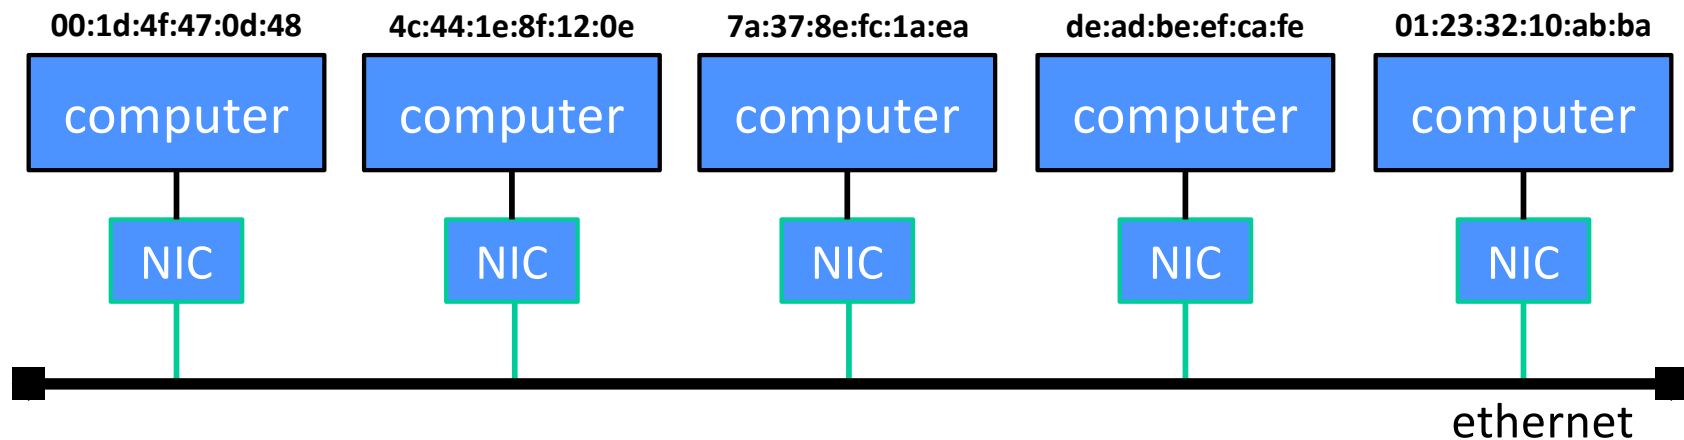 00:1d:4f:47:0d:48 4c:44:1e:8f:12:0e 7a:37:8e:fc:1a:ea de:ad:be:ef:ca:fe 01:23:32:10:ab:ba
computer computer computer computer computer
NIC NIC NIC NIC NIC
ethernet